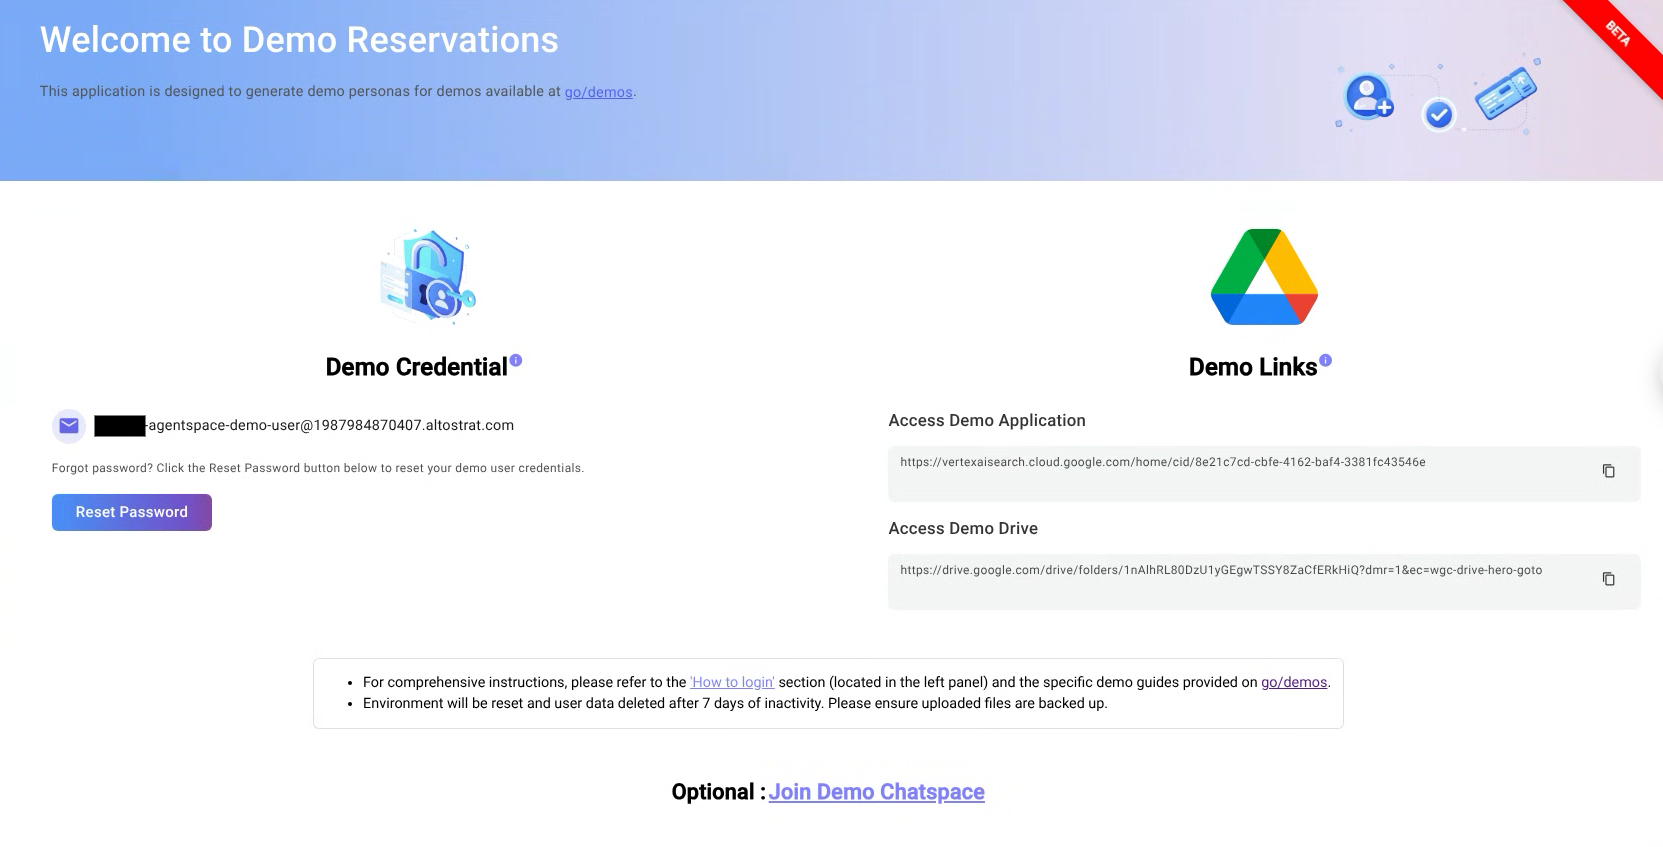 Welcome to Demo Reservations
BETA
This application is designed to generate demo personas for demos available at go/demos.
Demo Credential
-agentspace-demo-user@1987984870407.altostrat.com
Forgot password? Click the Reset Password button below to reset your demo user credentials.
Reset Password
Demo Links
Access Demo Application
https://vertexaisearch.cloud.google.com/home/cid/8e21c7cd-cbfe-4162-baf4-3381fc43546e
Access Demo Drive
https://drive.google.com/drive/folders/1nAlhRL80DzU1yGEgwTSSY8ZaCfERkHiQ?dmr=1&ec=wgc-drive-hero-goto
• For comprehensive instructions, please refer to the 'How to login' section (located in the left panel) and the specific demo guides provided on go/demos.
• Environment will be reset and user data deleted after 7 days of inactivity. Please ensure uploaded files are backed up.
Optional : Join Demo Chatspace